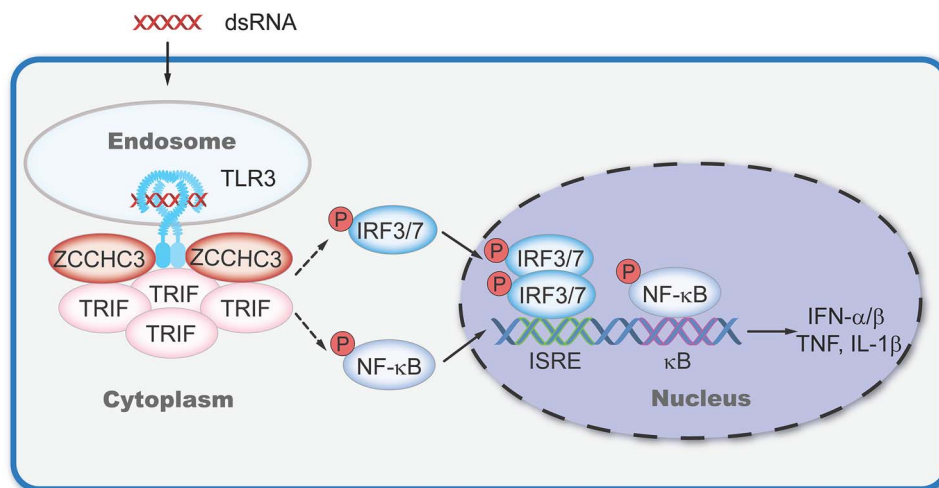 dsRNA
Endosome
TLR3
ZCCHC3
ZCCHC3
TRIF
TRIF
TRIF
TRIF
Cytoplasm
P
IRF3/7
P
NF-κB
P
IRF3/7
P
IRF3/7
P
NF-κB
ISRE
κB
IFN-α/β
TNF, IL-1β
Nucleus